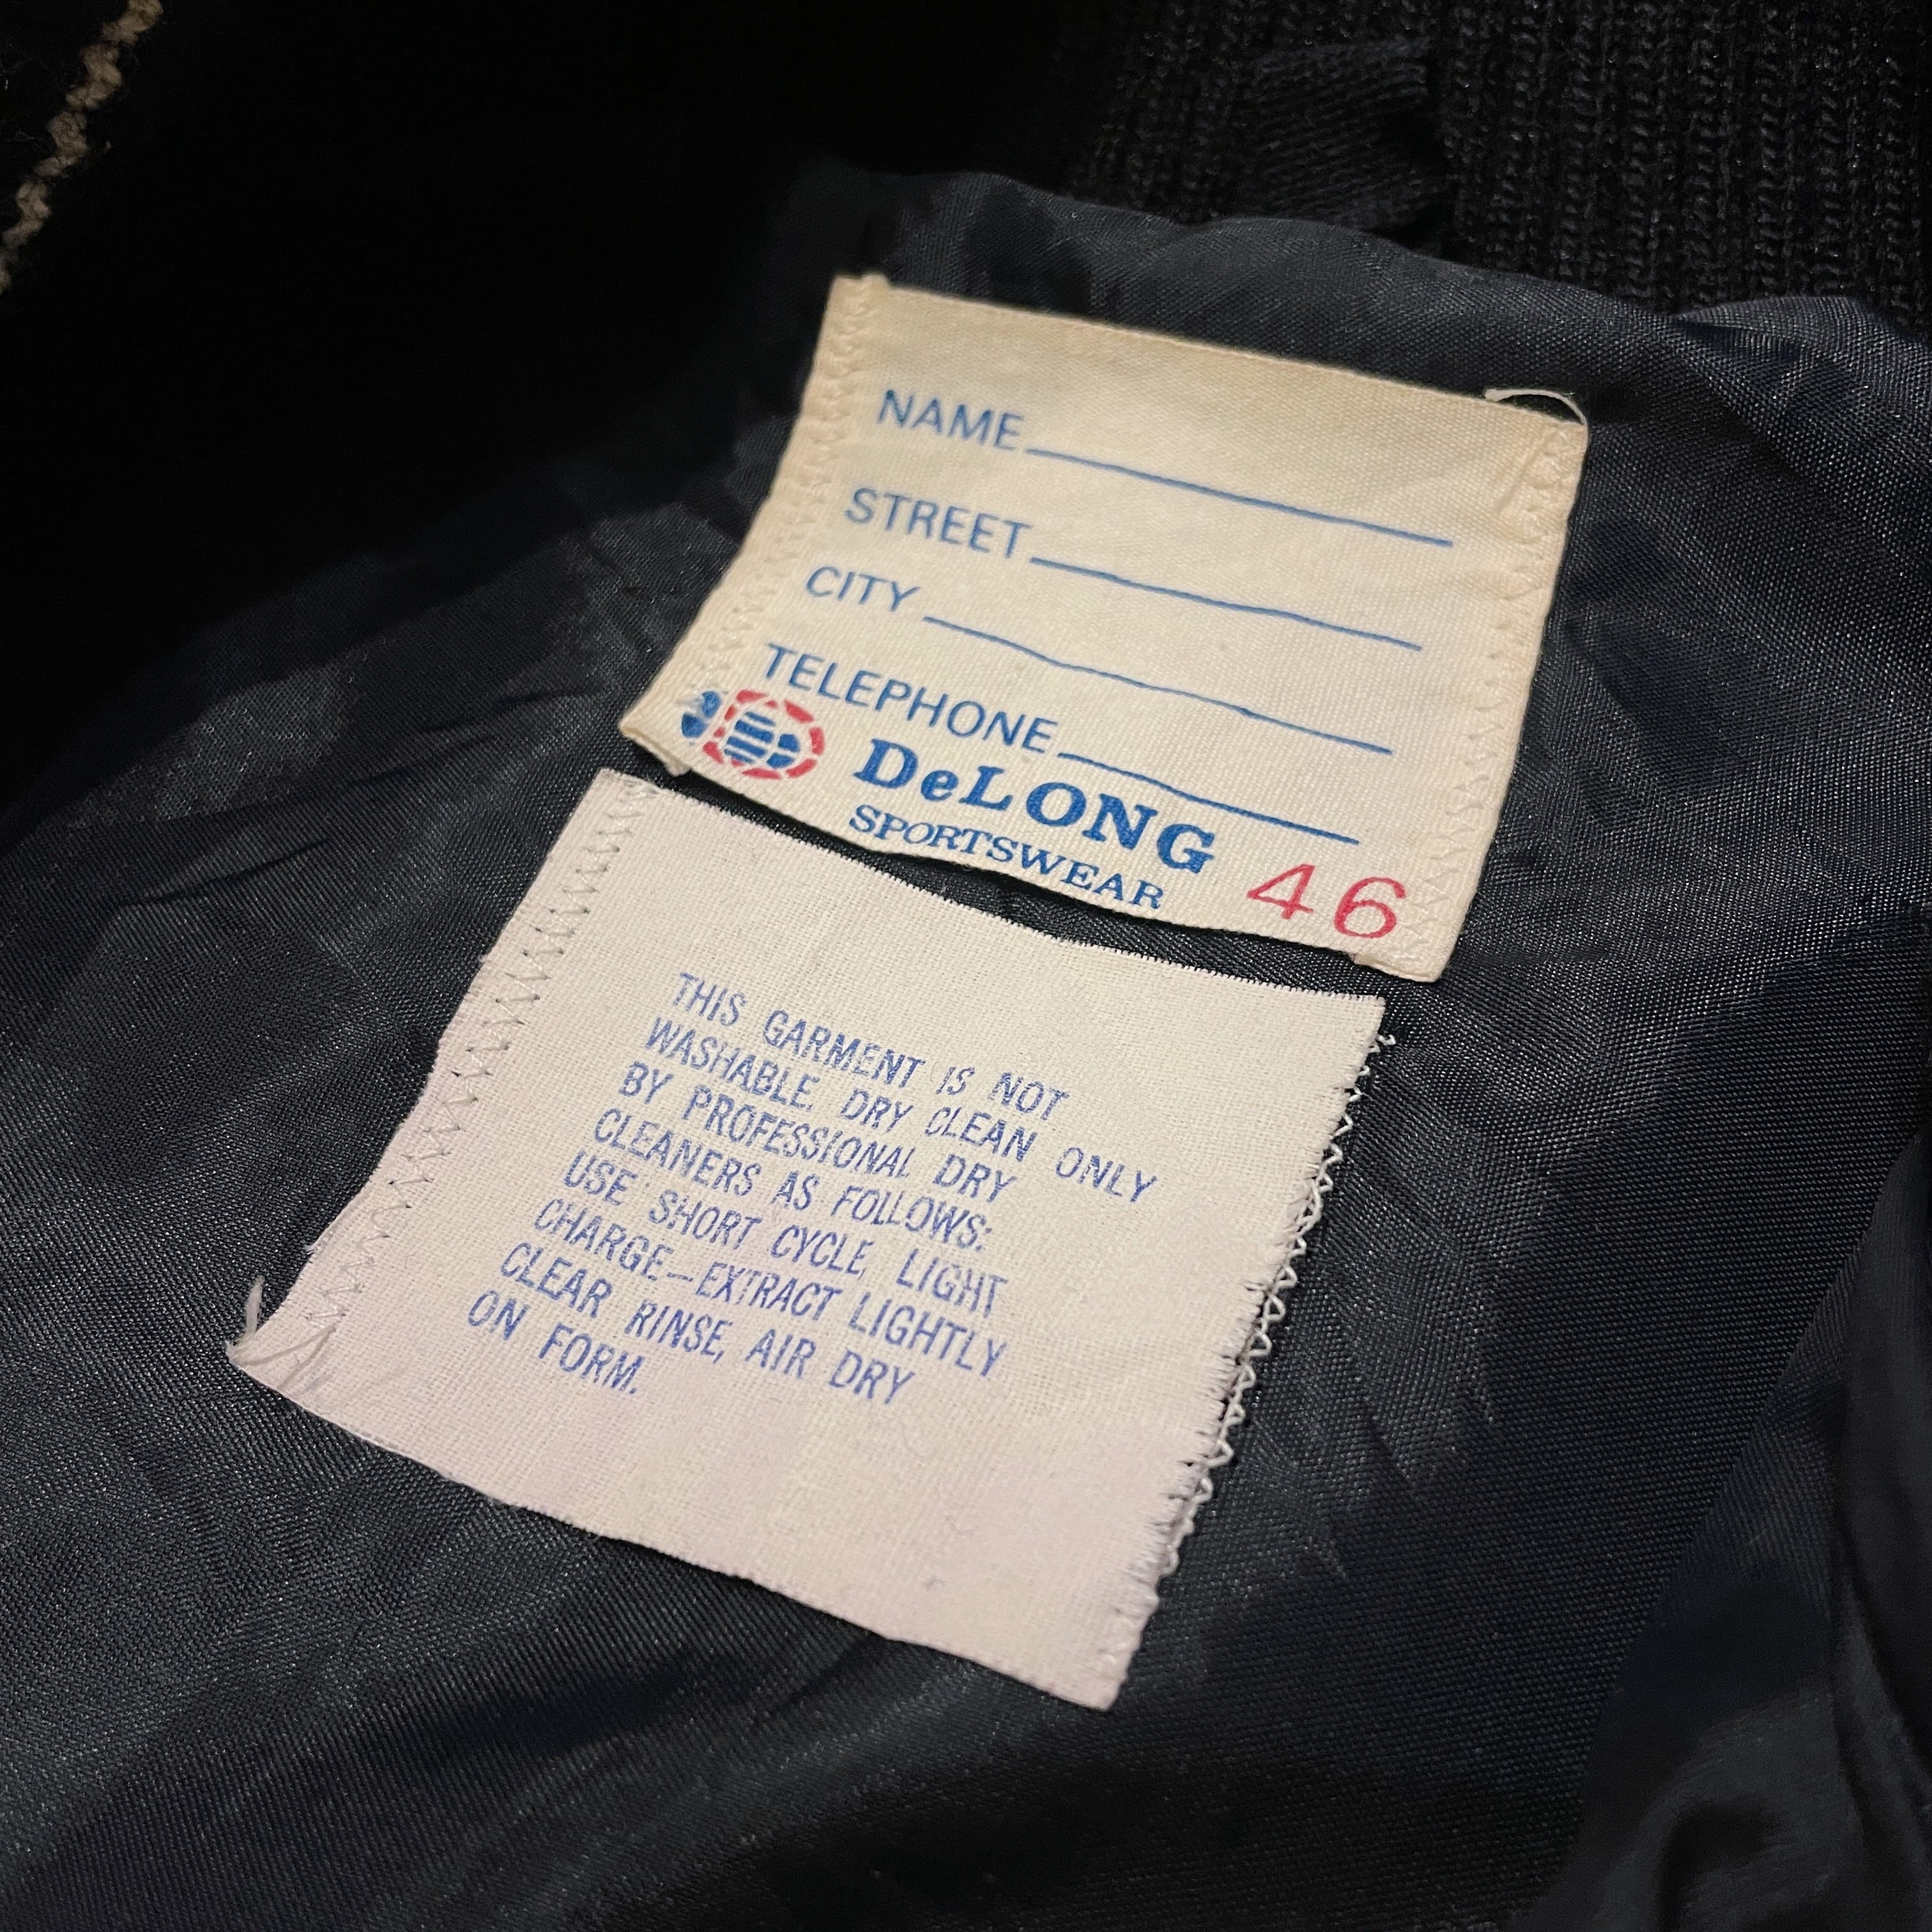 NAME
STREET
CITY
TELEPHONE
DeLONG
SPORTSWEAR 46
THIS GARMENT IS NOT
WASHABLE. DRY CLEAN ONLY
BY PROFESSIONAL DRY
CLEANERS AS FOLLOWS:
USE SHORT CYCLE, LIGHT
CHARGE—EXTRACT LIGHTLY
CLEAR RINSE, AIR DRY
ON FORM.